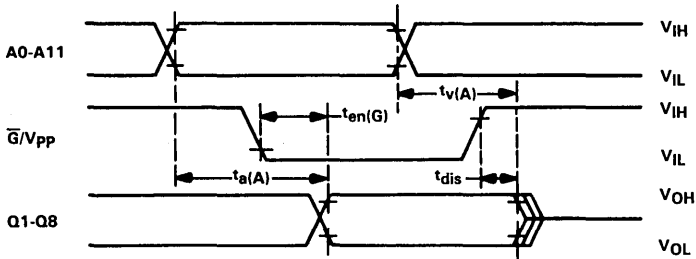 A0-A11
VIH
VIL
tv(A)
G/VPP
ten(G)
VIH
VIL
ta(A)
tdis
Q1-Q8
VOH
VOL